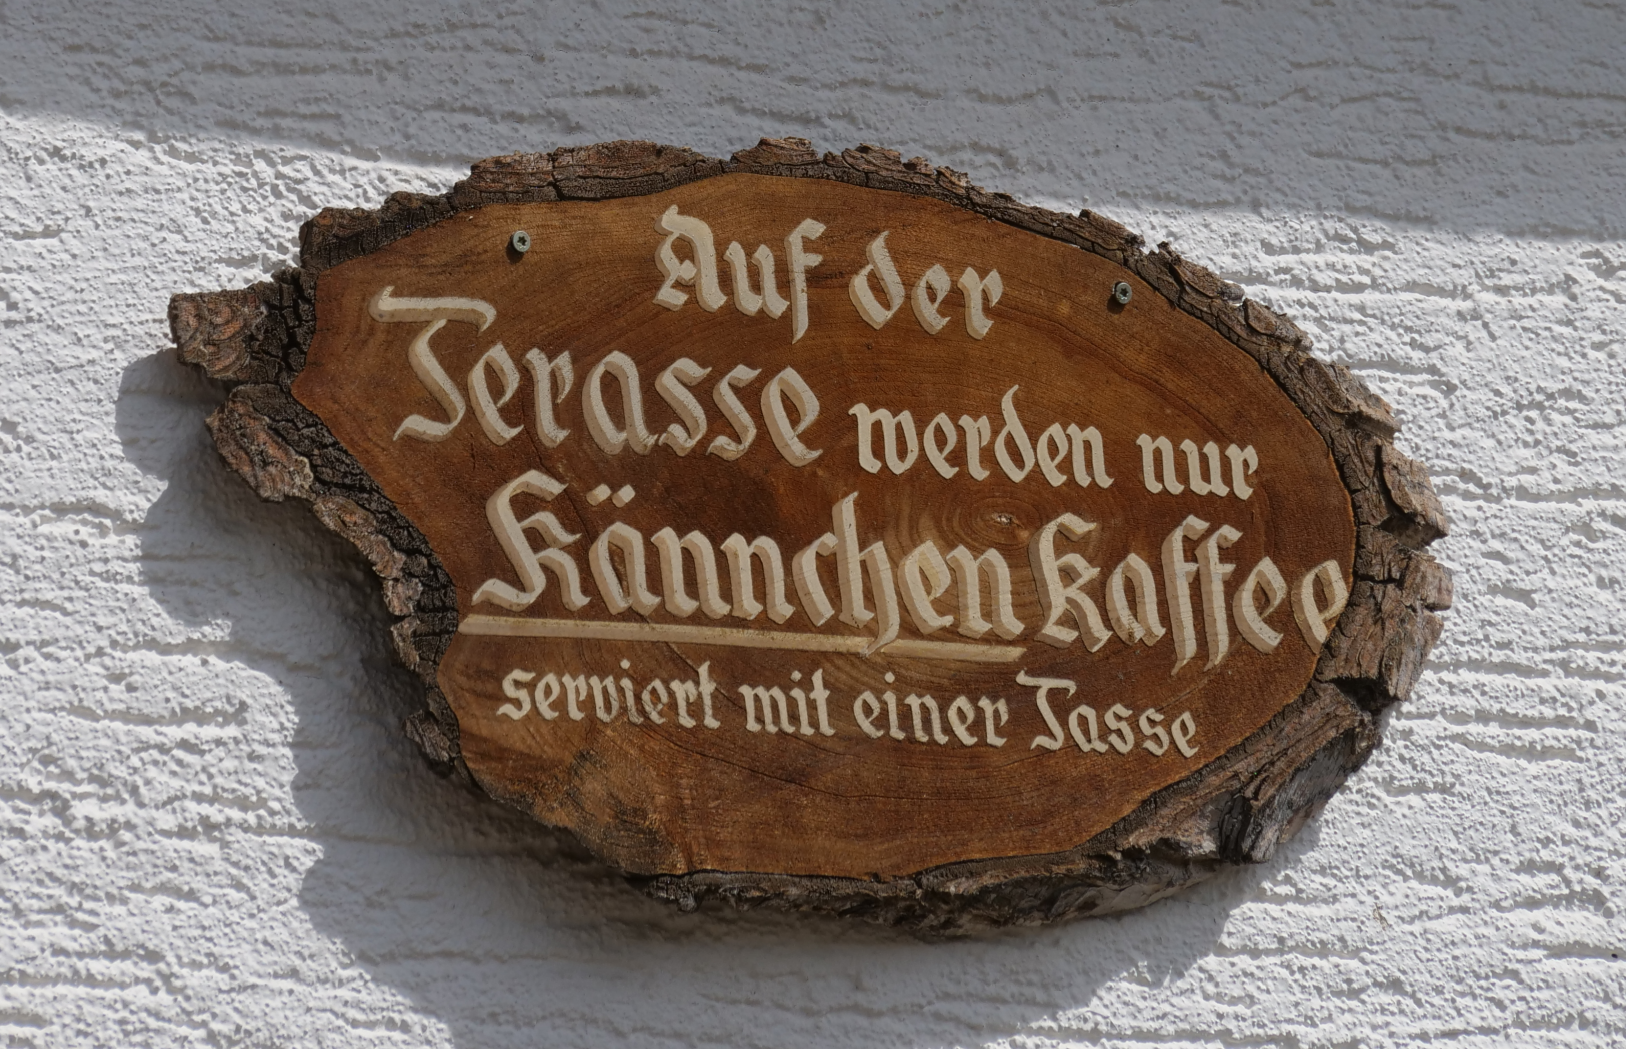 Auf der
Terasse werden nur
Kännchen Kaffee
serviert mit einer Tasse